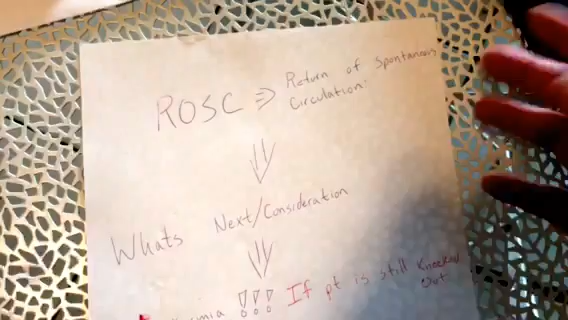 ROSC => Return of Spontaneous
Circulation.
Whats Next/Consideration
!!! If pt is still Knocked
Out